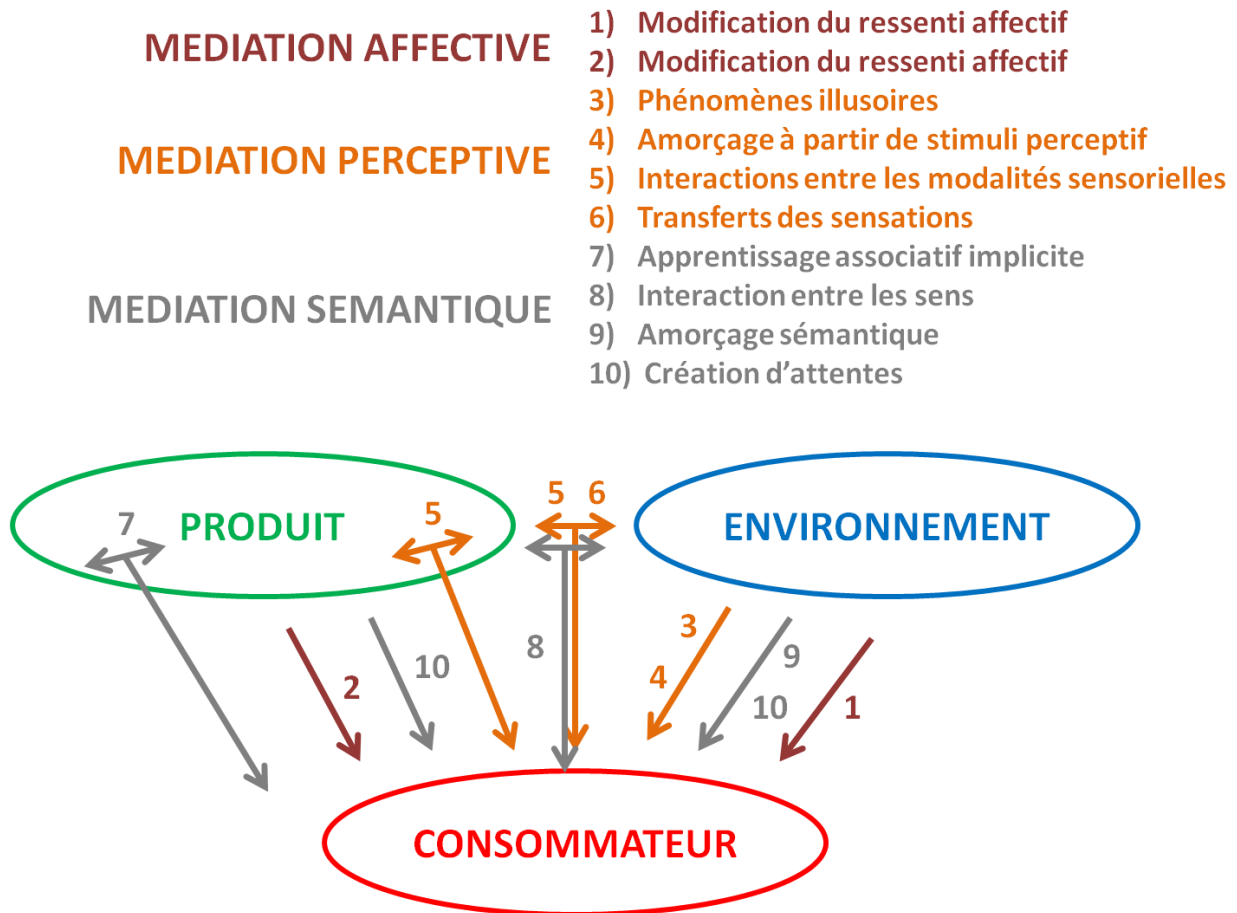 MEDIATION AFFECTIVE
1) Modification du ressenti affectif
2) Modification du ressenti affectif
MEDIATION PERCEPTIVE
3) Phénomènes illusoires
4) Amorçage à partir de stimuli perceptif
5) Interactions entre les modalités sensorielles
6) Transferts des sensations
MEDIATION SEMANTIQUE
7) Apprentissage associatif implicite
8) Interaction entre les sens
9) Amorçage sémantique
10) Création d’attentes
7
PRODUIT
5
5 6
ENVIRONNEMENT
2
10
8
3
4
9
10
1
CONSOMMATEUR